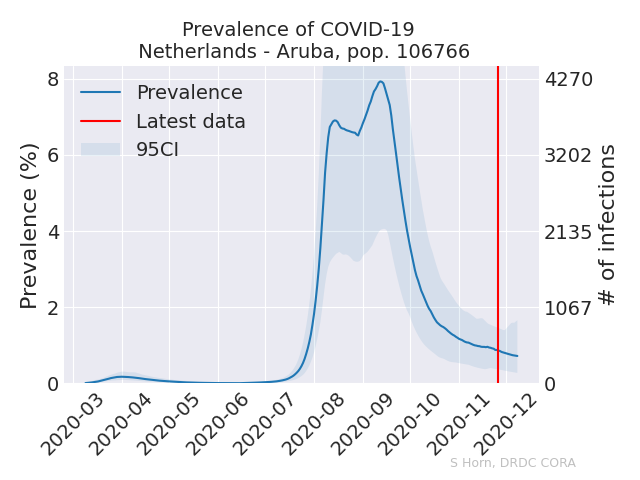 Prevalence of COVID-19
Netherlands - Aruba, pop. 106766
Prevalence
Latest data
95CI
Prevalence (%)
8
6
4
2
0
4270
3202
2135
1067
0
# of infections
2020-03
2020-04
2020-05
2020-06
2020-07
2020-08
2020-09
2020-10
2020-11
2020-12
S Horn, DRDC CORA